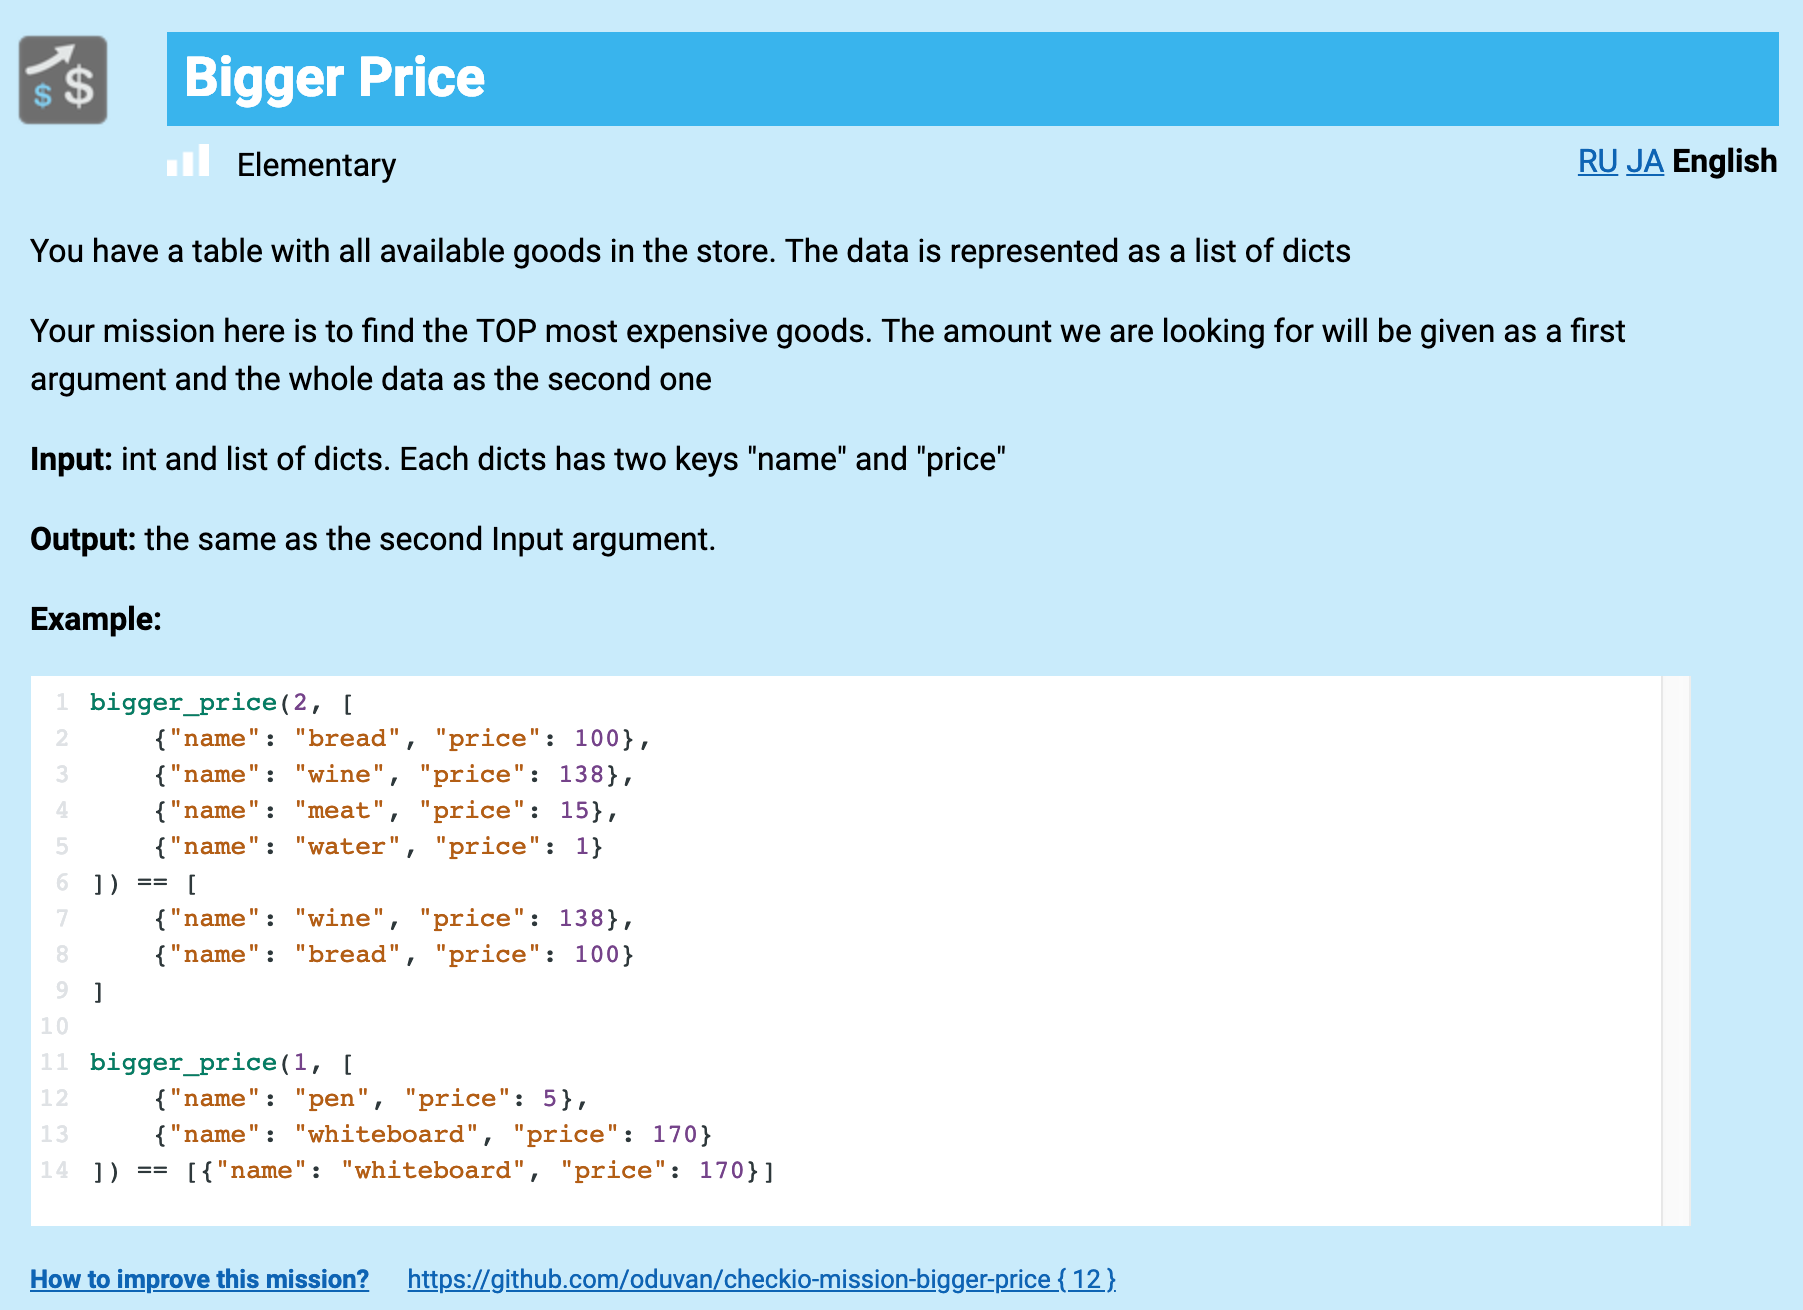 $ $
Bigger Price
Elementary
RU JA English
You have a table with all available goods in the store. The data is represented as a list of dicts
Your mission here is to find the TOP most expensive goods. The amount we are looking for will be given as a first
argument and the whole data as the second one
Input: int and list of dicts. Each dicts has two keys "name" and "price"
Output: the same as the second Input argument.
Example:
1 bigger_price(2, [
2     {"name": "bread", "price": 100},
3     {"name": "wine", "price": 138},
4     {"name": "meat", "price": 15},
5     {"name": "water", "price": 1}
6 ]) == [
7     {"name": "wine", "price": 138},
8     {"name": "bread", "price": 100}
9 ]
10
11 bigger_price(1, [
12     {"name": "pen", "price": 5},
13     {"name": "whiteboard", "price": 170}
14 ]) == [{"name": "whiteboard", "price": 170}]
How to improve this mission? https://github.com/oduvan/checkio-mission-bigger-price { 12 }